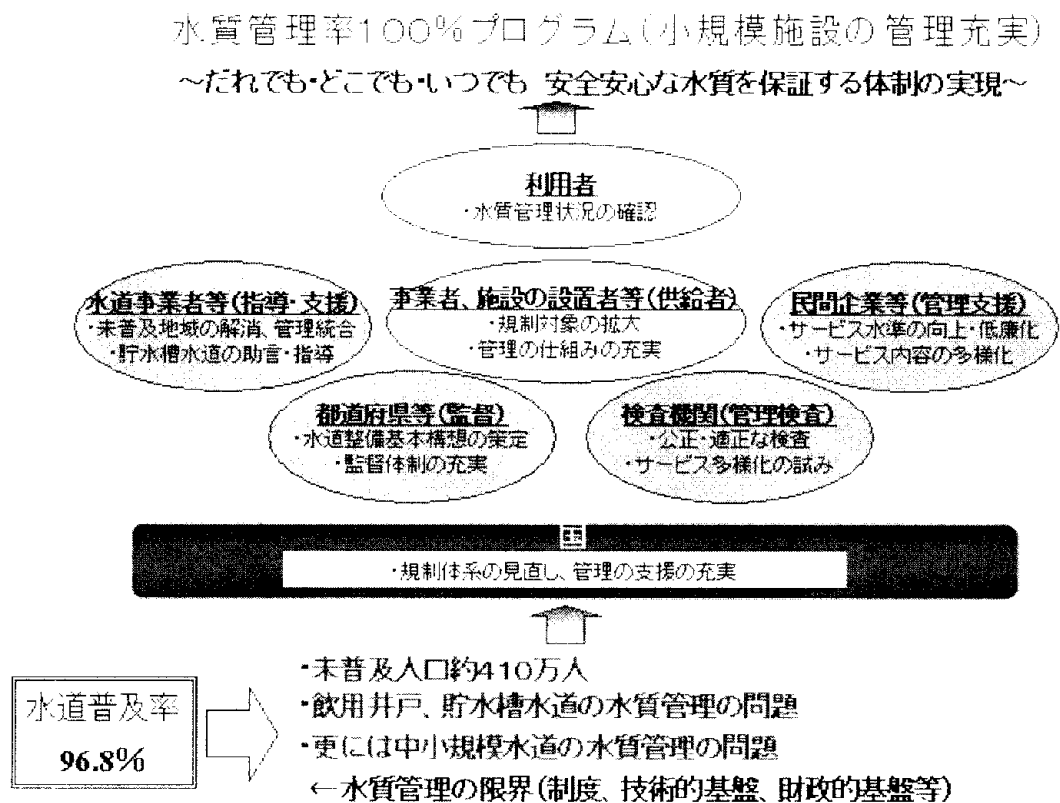 水質管理率100％プログラム（小規模施設の管理充実）
～だれでも・どこでも・いつでも 安全安心な水質を保証する体制の実現～
利用者
・水質管理状況の確認
水道事業者等（指導・支援）
・未普及地域の解消、管理統合
・貯水槽水道の助言・指導
事業者、施設の設置者等（供給者）
・規制対象の拡大
・管理の仕組みの充実
民間企業等（管理支援）
・サービス水準の向上・低廉化
・サービス内容の多様化
都道府県等（監督）
・水道整備基本構想の策定
・監督体制の充実
検査機関（管理検査）
・公正・適正な検査
・サービス多様化の試み
国
・規制体系の見直し、管理の支援の充実
水道普及率
96.8%
・未普及人口約410万人
・飲用井戸、貯水槽水道の水質管理の問題
・更には中小規模水道の水質管理の問題
←水質管理の限界（制度、技術的基盤、財政的基盤等）